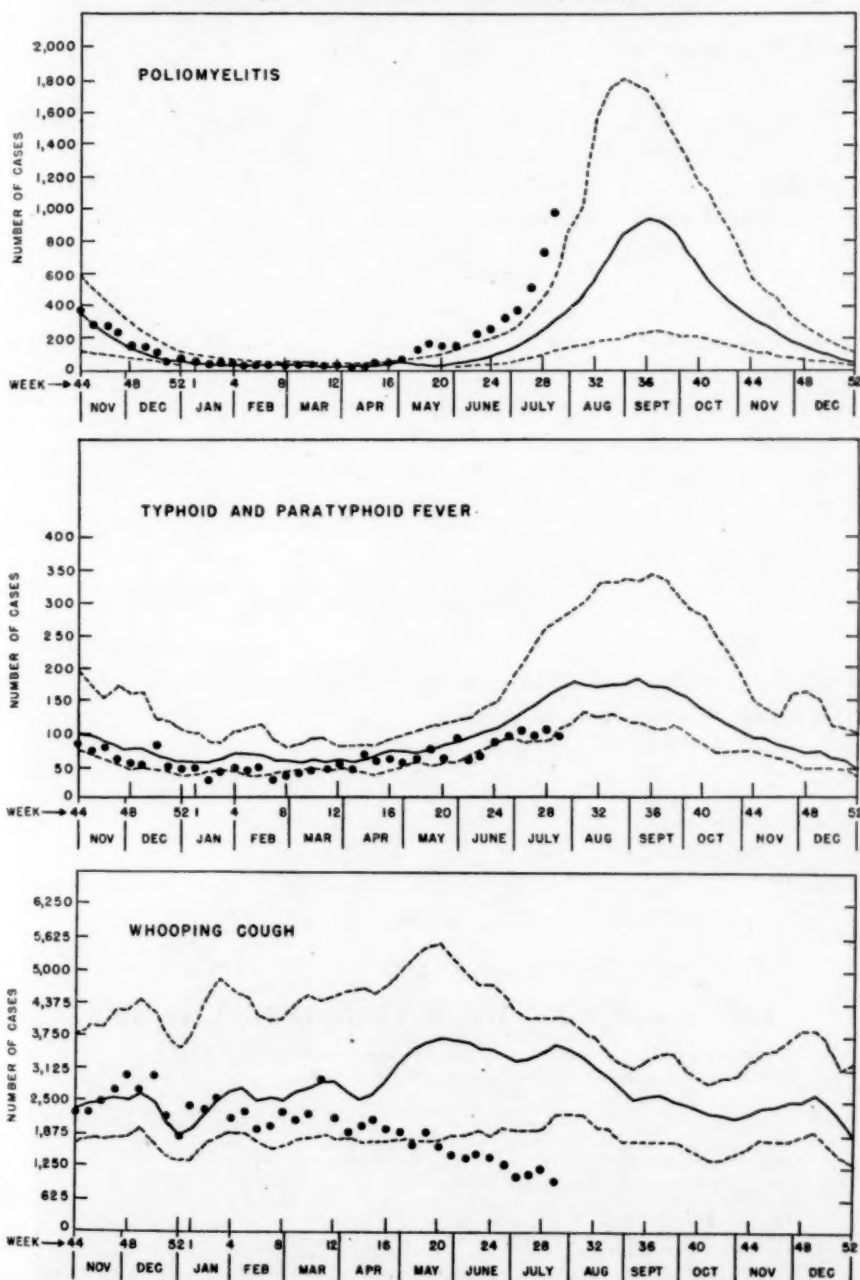 2,000
POLIOMYELITIS
1,800
1,600
1,400
1,200
1,000
800
600
400
200
0
NUMBER OF CASES
WEEK→ 44 48 52 1 4 8 12 16 20 24 28 32 36 40 44 48 52
NOV DEC JAN FEB MAR APR MAY JUNE JULY AUG SEPT OCT NOV DEC
TYPHOID AND PARATYPHOID FEVER
400
350
300
250
200
150
100
50
0
NUMBER OF CASES
WEEK→ 44 48 52 1 4 8 12 16 20 24 28 32 36 40 44 48 52
NOV DEC JAN FEB MAR APR MAY JUNE JULY AUG SEPT OCT NOV DEC
6,250
WHOOPING COUGH
5,625
5,000
4,375
3,750
3,125
2,500
1,875
1,250
625
0
NUMBER OF CASES
WEEK→ 44 48 52 1 4 8 12 16 20 24 28 32 36 40 44 48 52
NOV DEC JAN FEB MAR APR MAY JUNE JULY AUG SEPT OCT NOV DEC